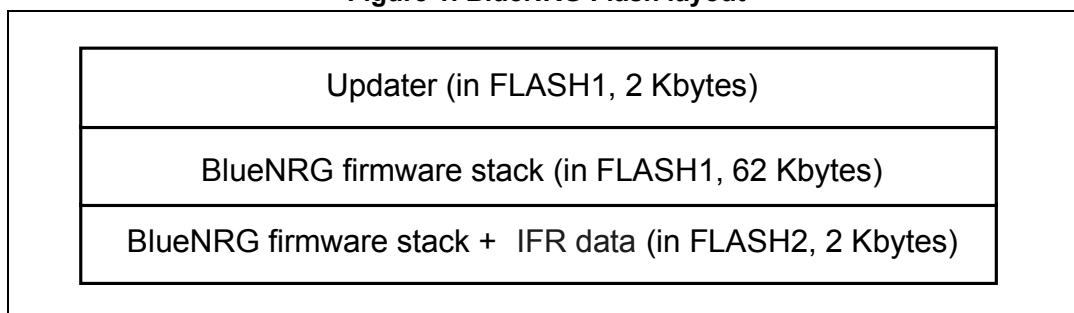 Updater (in FLASH1, 2 Kbytes)
BlueNRG firmware stack (in FLASH1, 62 Kbytes)
BlueNRG firmware stack + IFR data (in FLASH2, 2 Kbytes)